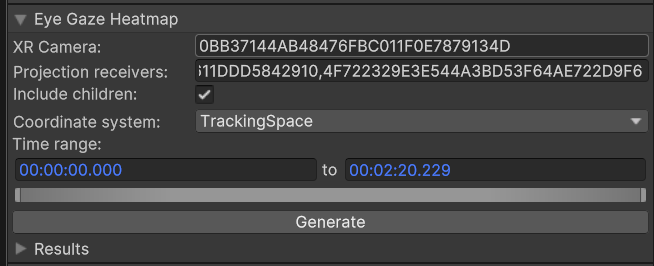 Eye Gaze Heatmap
XR Camera: 0BB37144AB48476FBC011F0E7879134D
Projection receivers: 11DDD5842910,4F722329E3E544A3BD53F64AE722D9F6
Include children:
Coordinate system: TrackingSpace
Time range:
00:00:00.000 to 00:02:20.229
Generate
Results